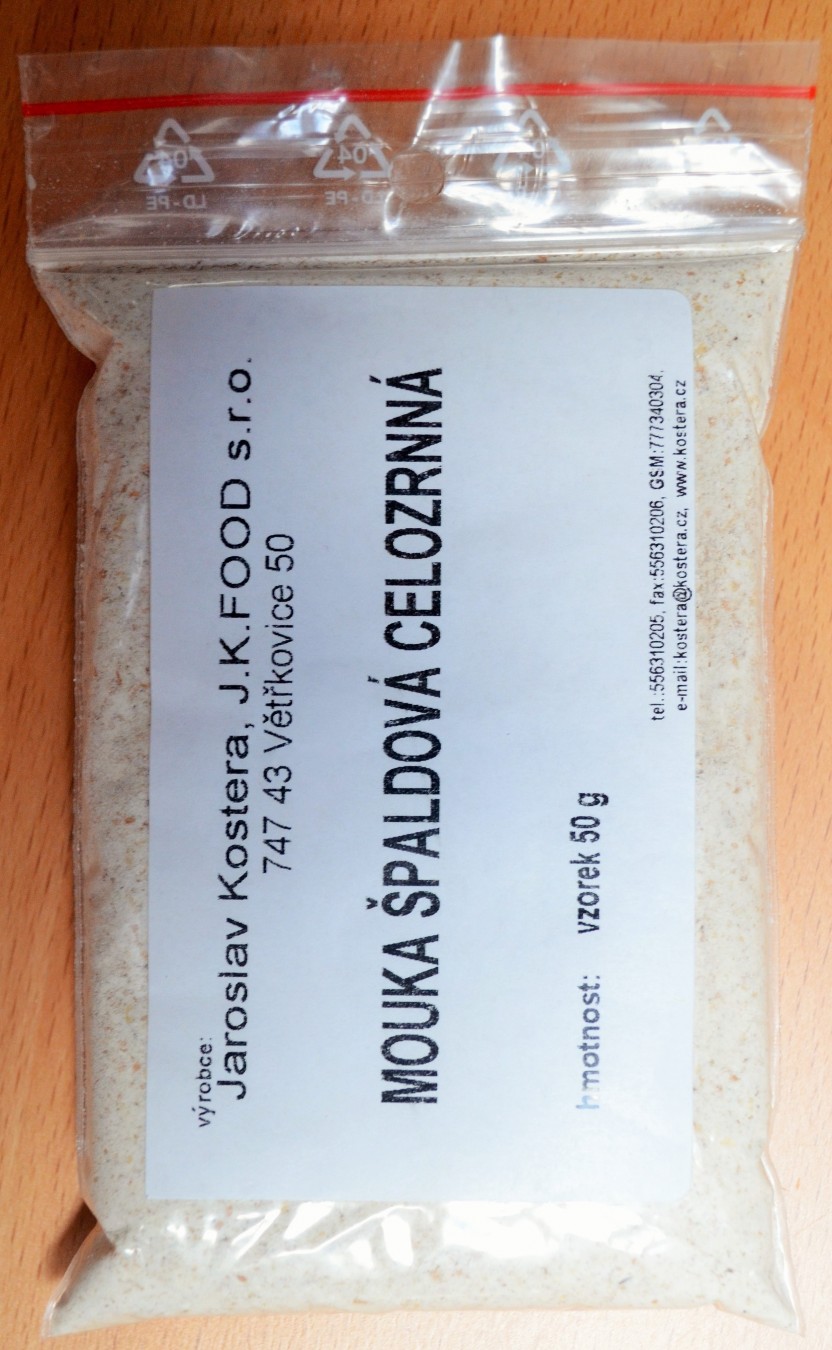 výrobce:
Jaroslav Kostera, J.K.FOOD s.r.o.
747 43 Větřkovice 50
MOUKA ŠPALDOVÁ CELOZRNNÁ
hmotnost: vzorek 50 g
tel.:556310205, fax:556310206, GSM:777340304,
e-mail:kostera@kostera.cz, www.kostera.cz
04 04
LD-PE LD-PE